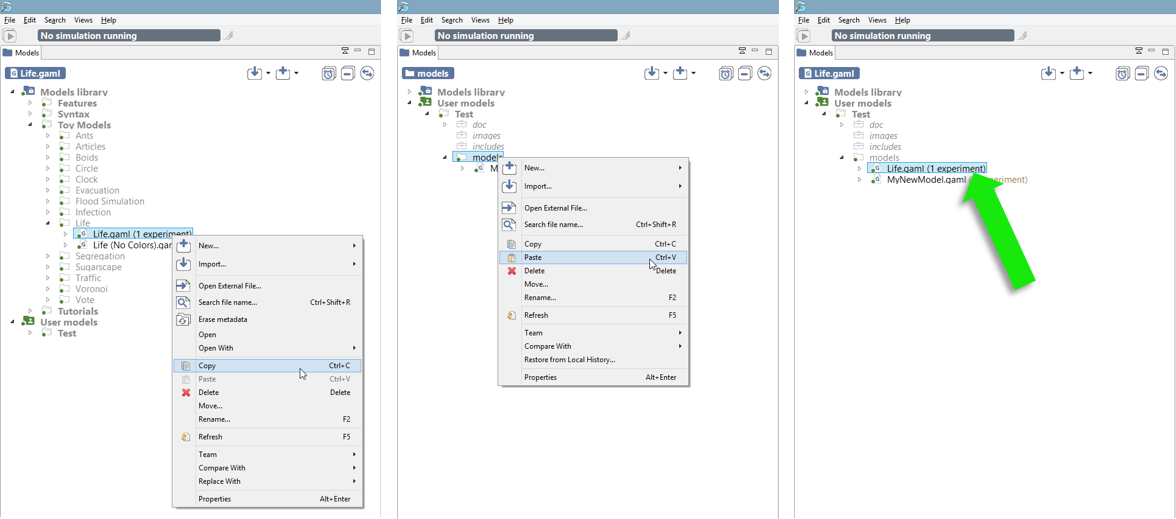 File Edit Search Views Help
No simulation running
Models
Life.gaml
Models library
Features
Syntax
Toy Models
Ants
Articles
Boids
Circle
Clock
Evacuation
Flood Simulation
Infection
Life
Life.gaml (1 experiment)
Life (No Colors).gam
Segregation
Sugarscape
Traffic
Voronoi
Vote
Tutorials
User models
Test
New...
Import...
Open External File...
Search file name... Ctrl+Shift+R
Erase metadata
Open
Open With
Copy Ctrl+C
Paste Ctrl+V
Delete Delete
Move...
Rename... F2
Refresh F5
Team
Compare With
Replace With
Properties Alt+Enter
File Edit Search Views Help
No simulation running
Models
models
Models library
User models
Test
doc
images
includes
models
M
New...
Import...
Open External File...
Search file name... Ctrl+Shift+R
Copy Ctrl+C
Paste Ctrl+V
Delete Delete
Move...
Rename... F2
Refresh F5
Team
Compare With
Restore from Local History...
Properties Alt+Enter
File Edit Search Views Help
No simulation running
Models
Life.gaml
Models library
User models
Test
doc
images
includes
models
Life.gaml (1 experiment)
MyNewModel.gaml eriment)